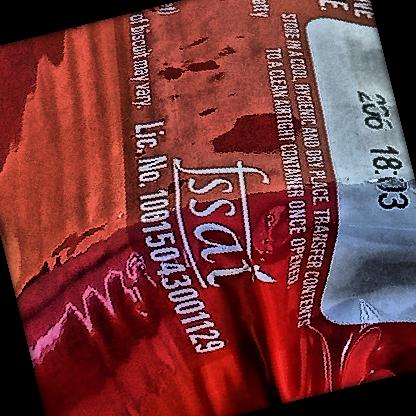 STORE IN A COOL, HYGIENIC AND DRY PLACE. TRANSFER CONTENTS
TO A CLEAN AIRTIGHT CONTAINER ONCE OPENED.
fssai
Lic. No. 10015043001129
of biscuit may vary.
18:03